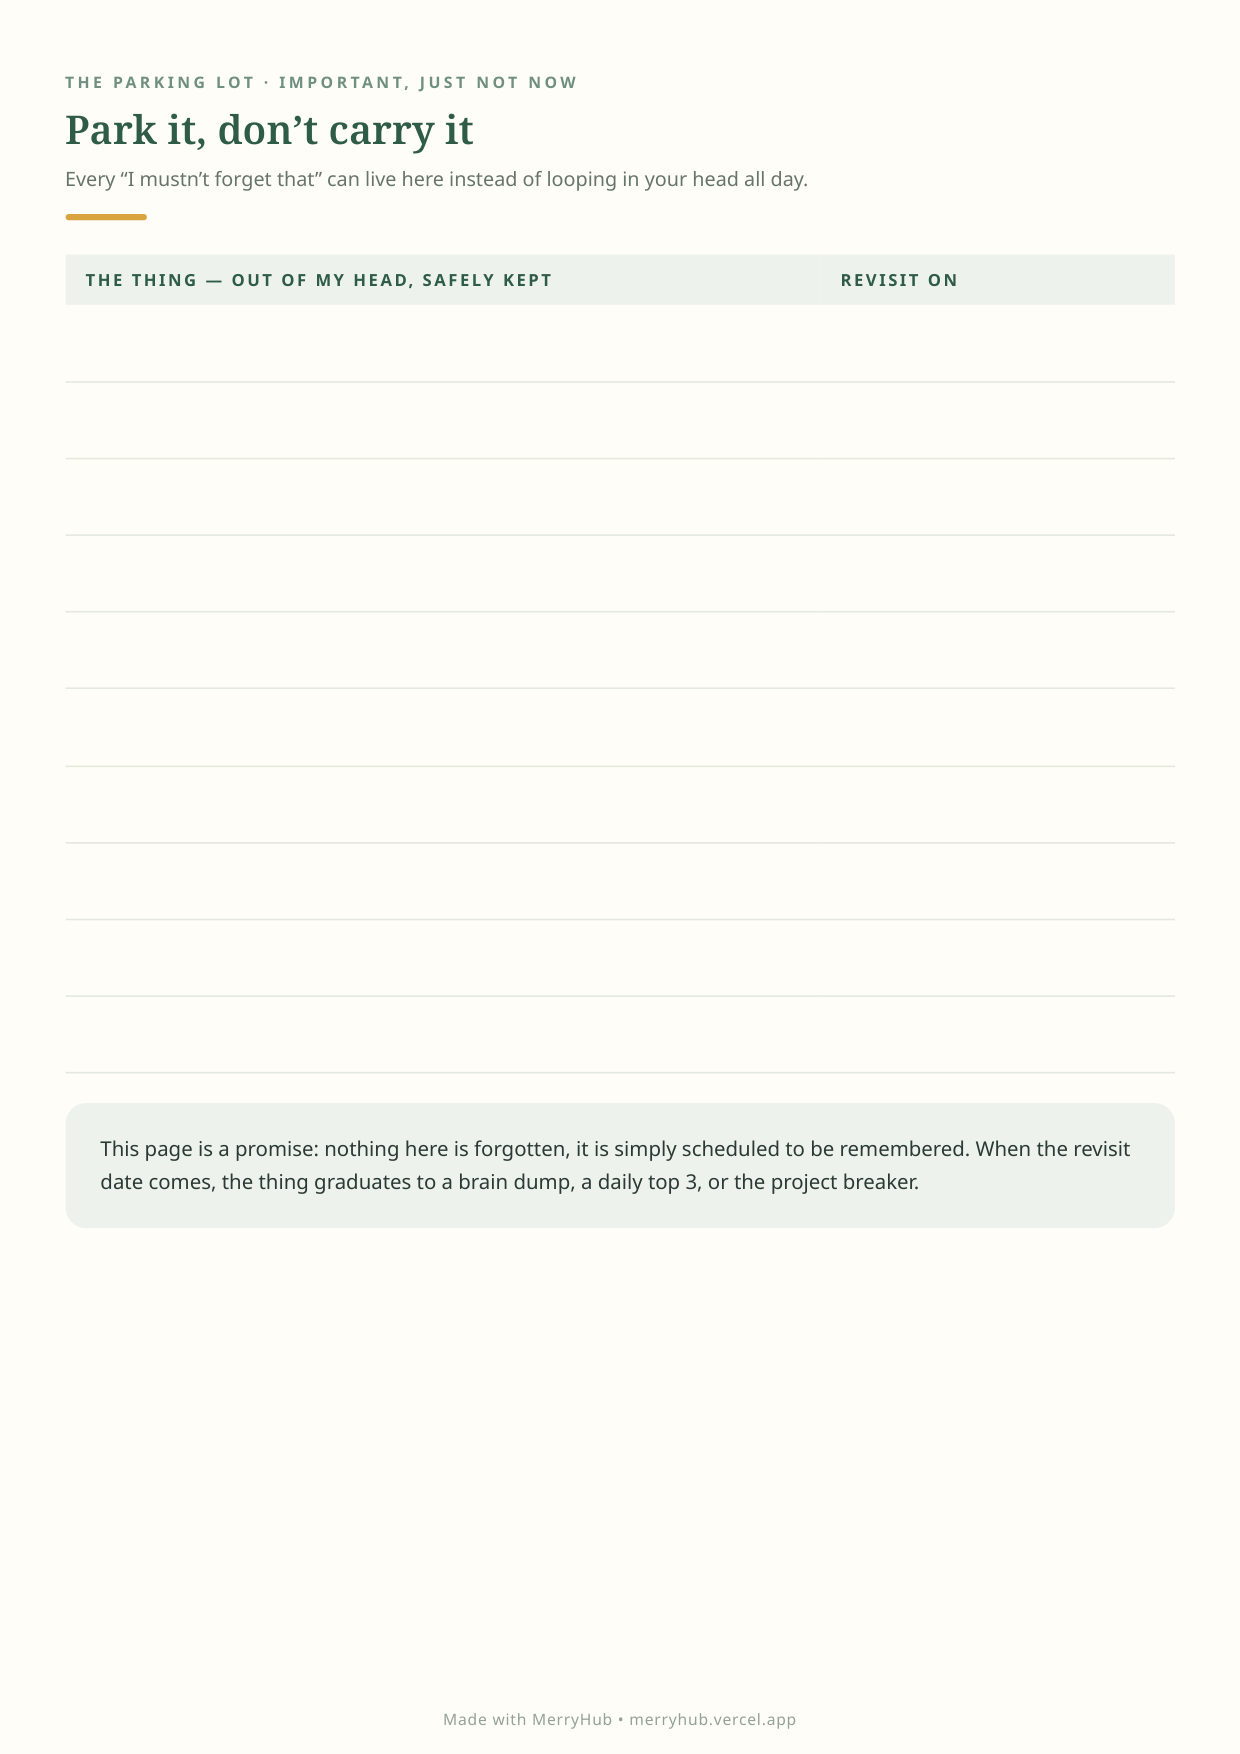 THE PARKING LOT · IMPORTANT, JUST NOT NOW
Park it, don’t carry it
Every “I mustn’t forget that” can live here instead of looping in your head all day.
THE THING — OUT OF MY HEAD, SAFELY KEPT
REVISIT ON
This page is a promise: nothing here is forgotten, it is simply scheduled to be remembered. When the revisit
date comes, the thing graduates to a brain dump, a daily top 3, or the project breaker.
Made with MerryHub • merryhub.vercel.app